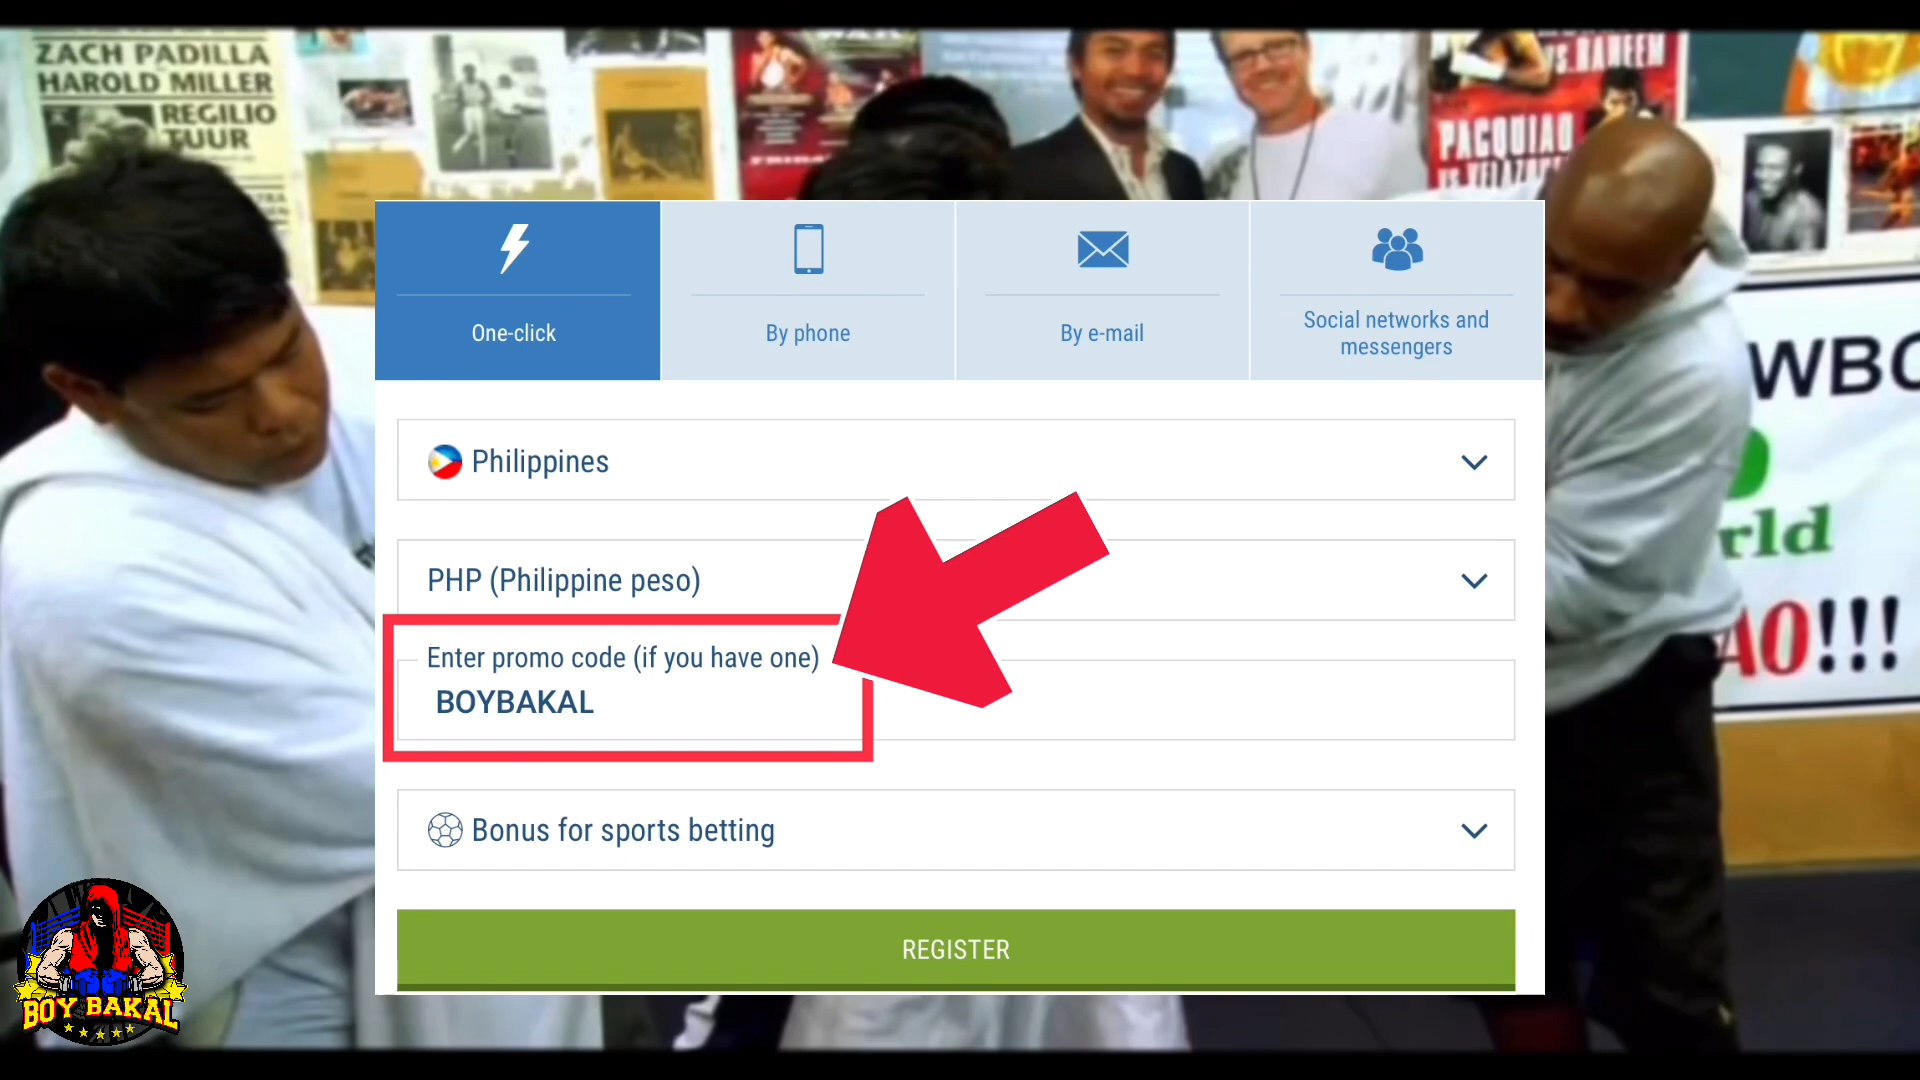 ZACH PADILLA
HAROLD MILLER
REGILIO
TUUR
VS. RAHEEM
PACQUIAO
One-click
By phone
By e-mail
Social networks and
messengers
WBC
Philippines
PHP (Philippine peso)
Enter promo code (if you have one)
BOYBAKAL
rld
AO!!!
Bonus for sports betting
REGISTER
BOY BAKAL